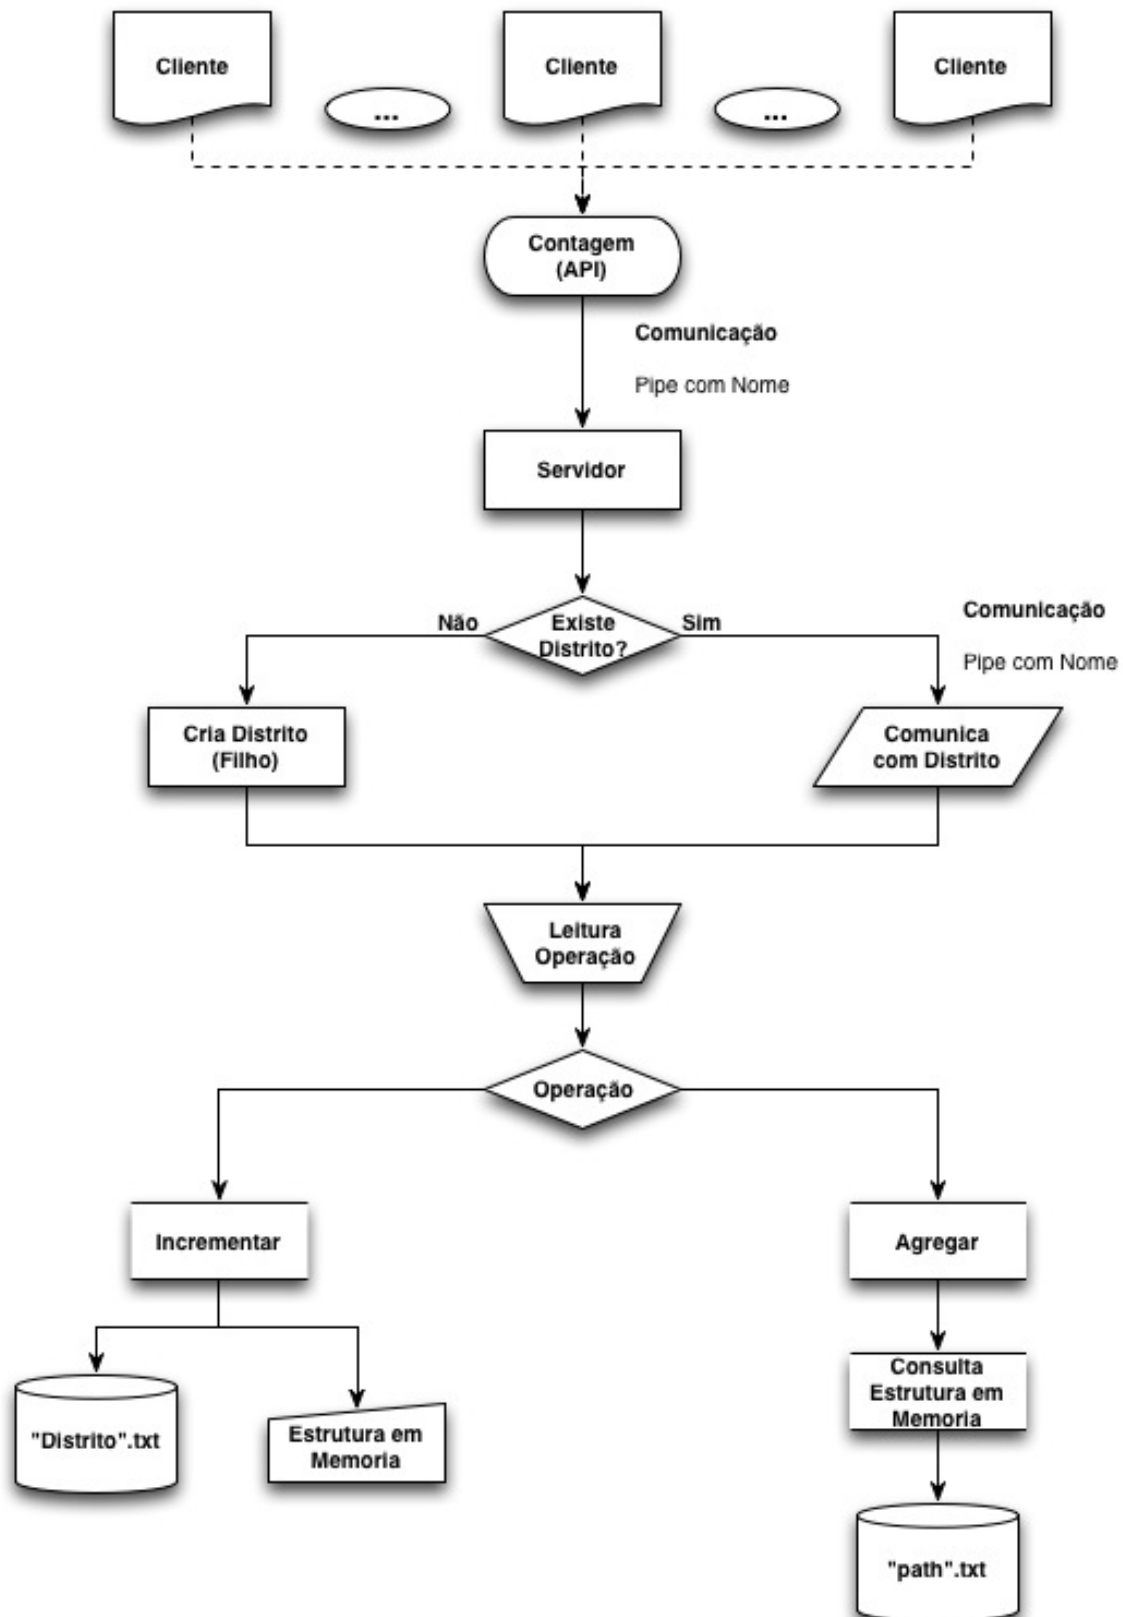 Cliente
...
Cliente
...
Cliente
Contagem
(API)
Comunicação
Pipe com Nome
Servidor
Não
Existe
Distrito?
Sim
Comunicação
Pipe com Nome
Cria Distrito
(Filho)
Comunica
com Distrito
Leitura
Operação
Operação
Incrementar
Agregar
"Distrito".txt
Estrutura em
Memoria
Consulta
Estrutura em
Memoria
"path".txt